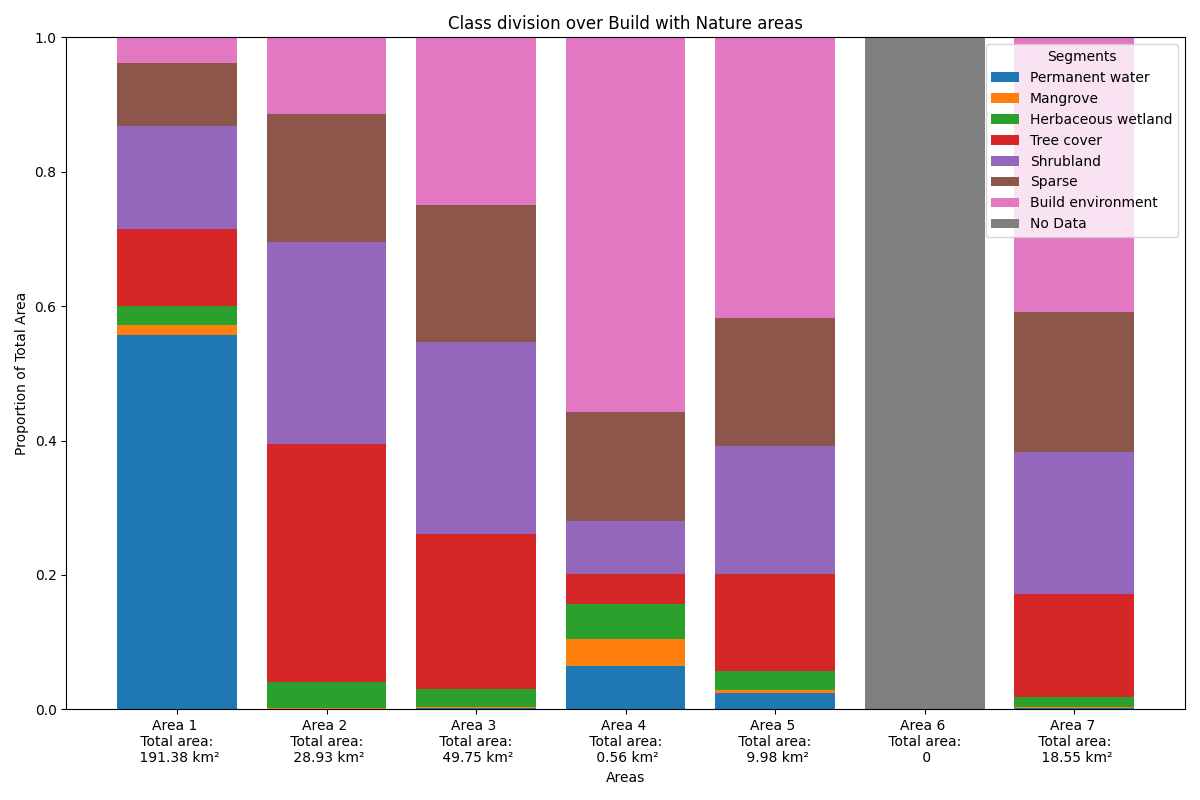 Class division over Build with Nature areas
Segments
Permanent water
Mangrove
Herbaceous wetland
Tree cover
Shrubland
Sparse
Build environment
No Data
Proportion of Total Area
1.0
0.8
0.6
0.4
0.2
0.0
Area 1
Total area:
191.38 km²
Area 2
Total area:
28.93 km²
Area 3
Total area:
49.75 km²
Area 4
Total area:
0.56 km²
Area 5
Total area:
9.98 km²
Area 6
Total area:
0
Area 7
Total area:
18.55 km²
Areas